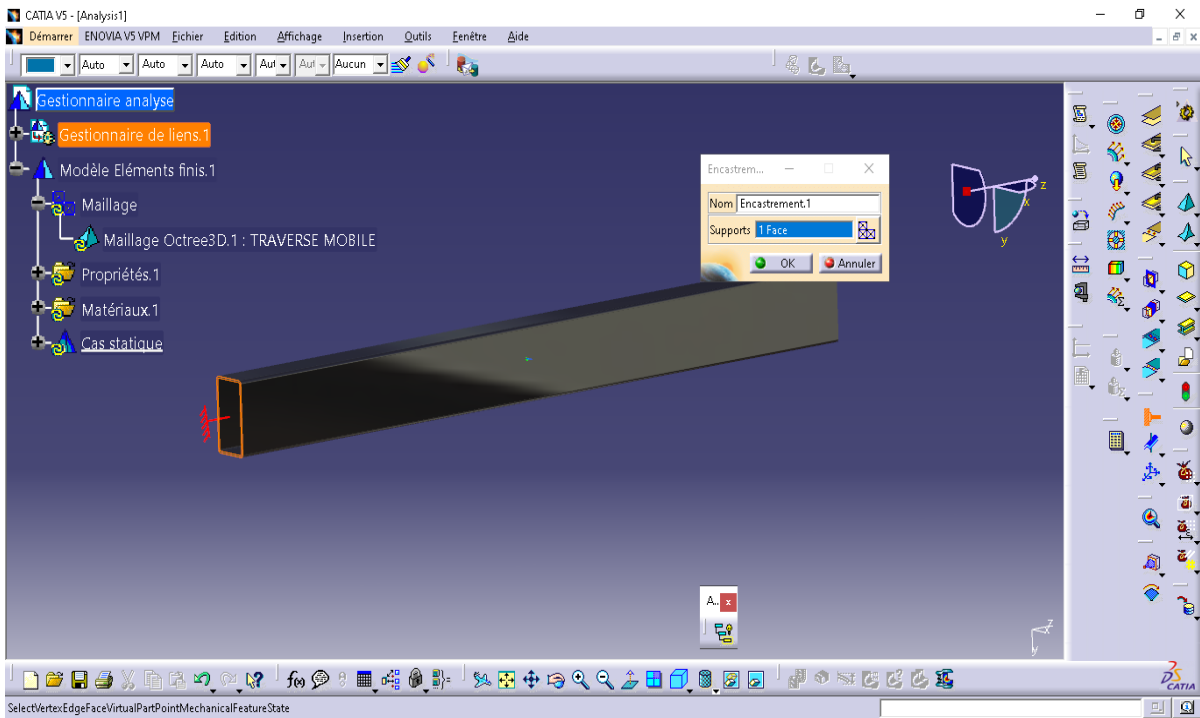 CATIA V5 - [Analysis1]
Démarrer ENOVIA V5 VPM Fichier Edition Affichage Insertion Outils Fenêtre Aide
Auto Auto Auto Aut Aut Aucun
Gestionnaire analyse
Gestionnaire de liens.1
Modèle Eléments finis.1
Maillage
Maillage Octree3D.1 : TRAVERSE MOBILE
Propriétés.1
Matériaux.1
Cas statique
Encastrem...
Nom Encastrement.1
Supports 1 Face
OK Annuler
z
x
y
A.. x
z
y
f(x)
CATIA
SelectVertexEdgeFaceVirtualPartPointMechanicalFeatureState